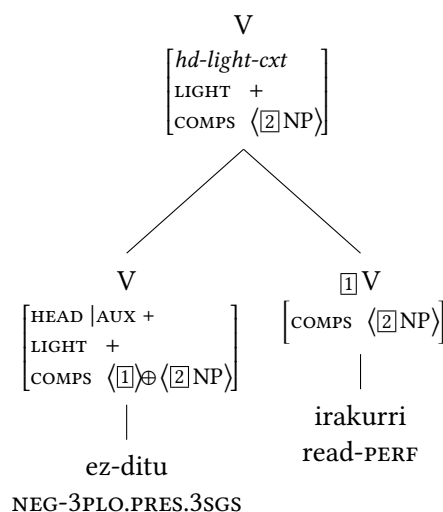 V
[hd-light-cxt
LIGHT +
COMPS ⟨[2]NP⟩]
V
[HEAD |AUX +
LIGHT +
COMPS ⟨[1]⟩⊕⟨[2]NP⟩]
[1]V
[COMPS ⟨[2]NP⟩]
ez-ditu
NEG-3PLO.PRES.3SGS
irakurri
read-PERF